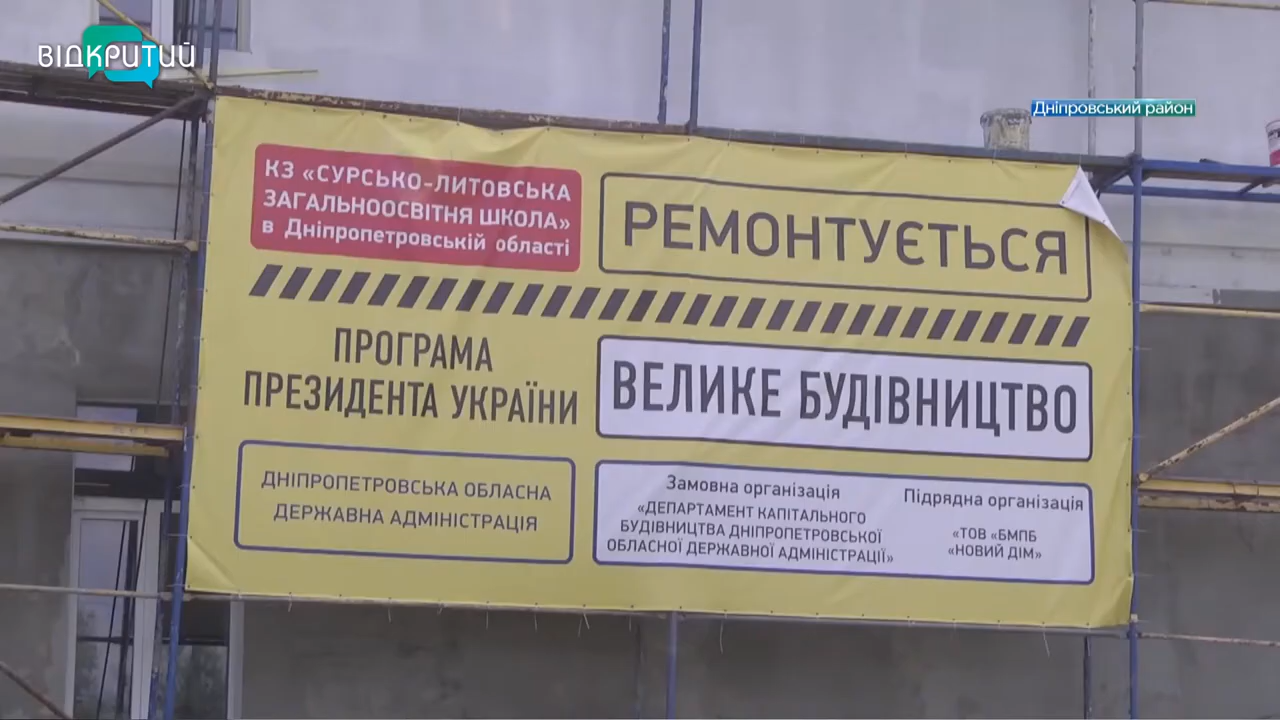 ВІДКРИТИЙ
Дніпровський район
КЗ «СУРСЬКО-ЛИТОВСЬКА
ЗАГАЛЬНООСВІТНЯ ШКОЛА»
в Дніпропетровській області
РЕМОНТУЄТЬСЯ
ПРОГРАМА
ПРЕЗИДЕНТА УКРАЇНИ
ВЕЛИКЕ БУДІВНИЦТВО
ДНІПРОПЕТРОВСЬКА ОБЛАСНА
ДЕРЖАВНА АДМІНІСТРАЦІЯ
Замовна організація
«ДЕПАРТАМЕНТ КАПІТАЛЬНОГО
БУДІВНИЦТВА ДНІПРОПЕТРОВСЬКОЇ
ОБЛАСНОЇ ДЕРЖАВНОЇ АДМІНІСТРАЦІЇ»
Підрядна організація
«ТОВ «БМПБ
«НОВИЙ ДІМ»